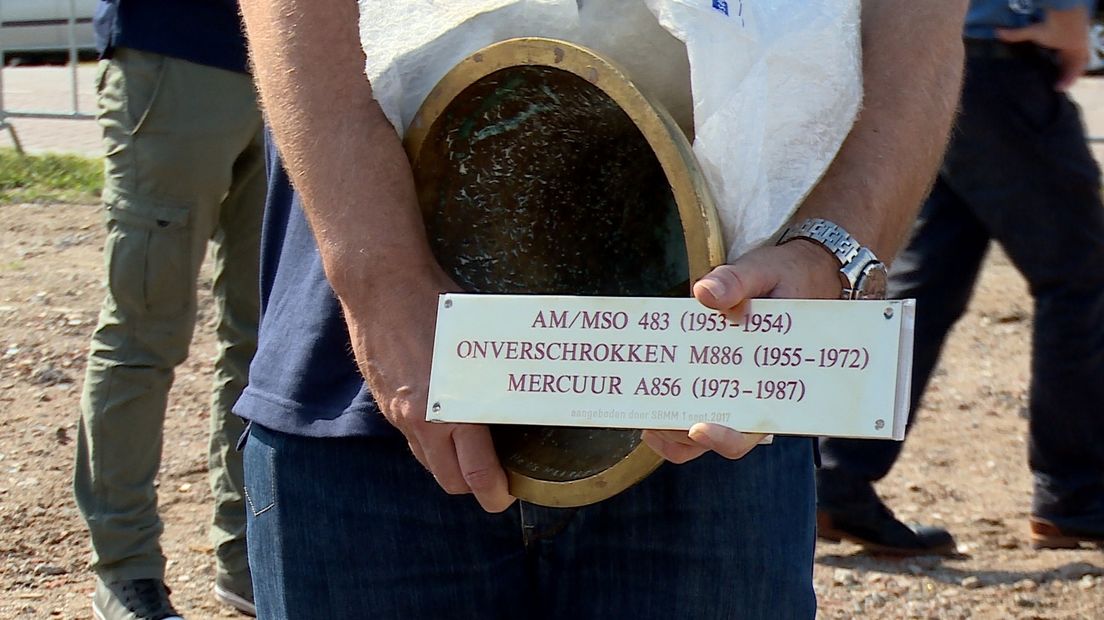 AM/MSO 483 (1953-1954)
ONVERSCHROKKEN M886 (1955-1972)
MERCUUR A856 (1973-1987)
aangeboden door SBMM 1 sept. 2017